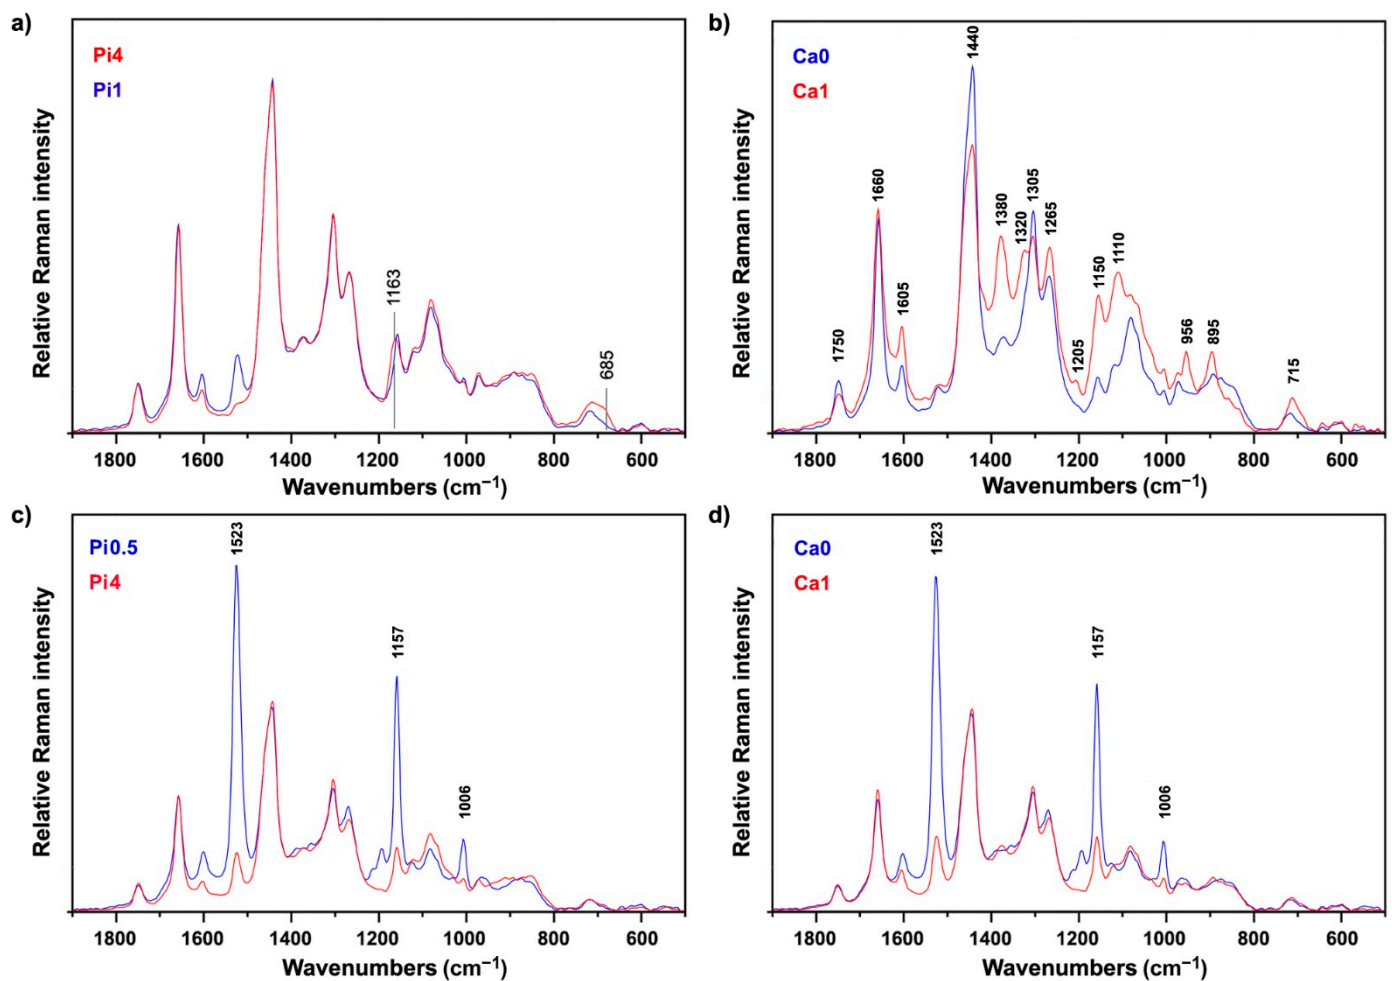 a)
Pi4
Pi1
1163
685
Relative Raman intensity
1800 1600 1400 1200 1000 800 600
Wavenumbers (cm⁻¹)
b)
Ca0
Ca1
1750
1660
1605
1440
1380
1320
1305
1265
1205
1150
1110
956
895
715
Relative Raman intensity
1800 1600 1400 1200 1000 800 600
Wavenumbers (cm⁻¹)
c)
Pi0.5
Pi4
1523
1157
1006
Relative Raman intensity
1800 1600 1400 1200 1000 800 600
Wavenumbers (cm⁻¹)
d)
Ca0
Ca1
1523
1157
1006
Relative Raman intensity
1800 1600 1400 1200 1000 800 600
Wavenumbers (cm⁻¹)